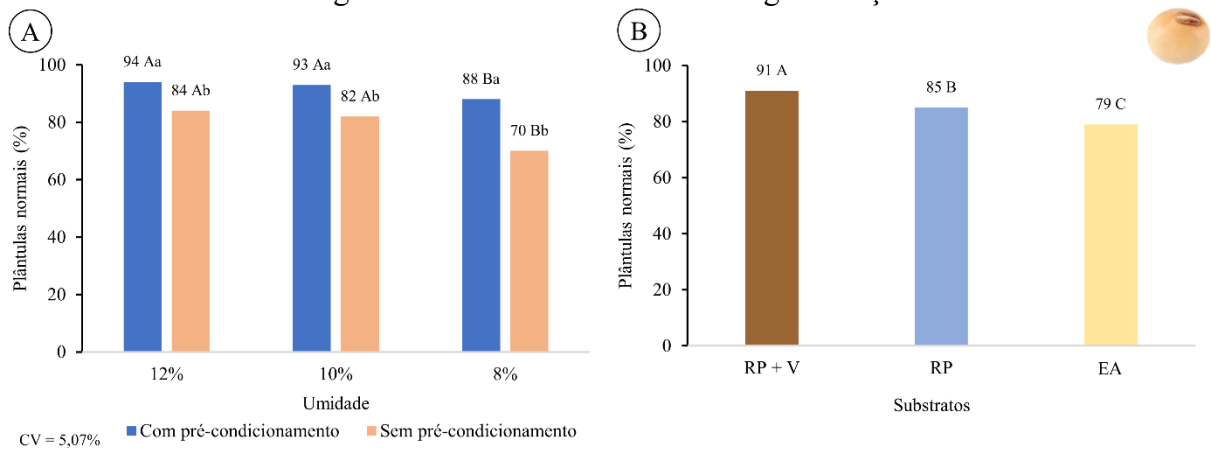 A
100
80
60
40
20
0
Plântulas normais (%)
94 Aa
84 Ab
93 Aa
82 Ab
88 Ba
70 Bb
12%
10%
8%
Umidade
Com pré-condicionamento
Sem pré-condicionamento
CV = 5,07%
B
100
80
60
40
20
0
Plântulas normais (%)
91 A
85 B
79 C
RP + V
RP
EA
Substratos